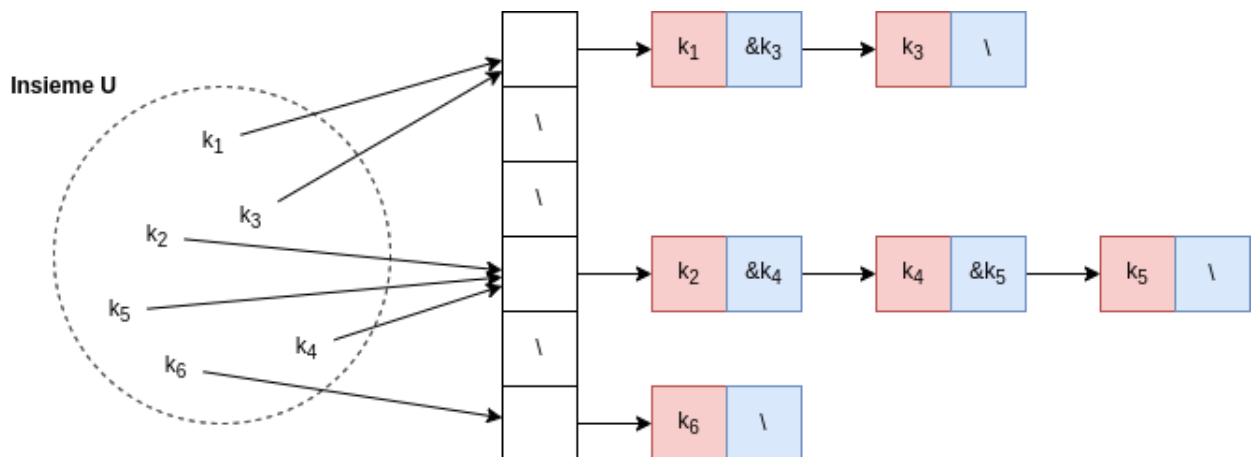 Insieme U
k1
k3
k2
k5
k4
k6
\
\
\
k1 &k3
k3 \
k2 &k4
k4 &k5
k5 \
k6 \